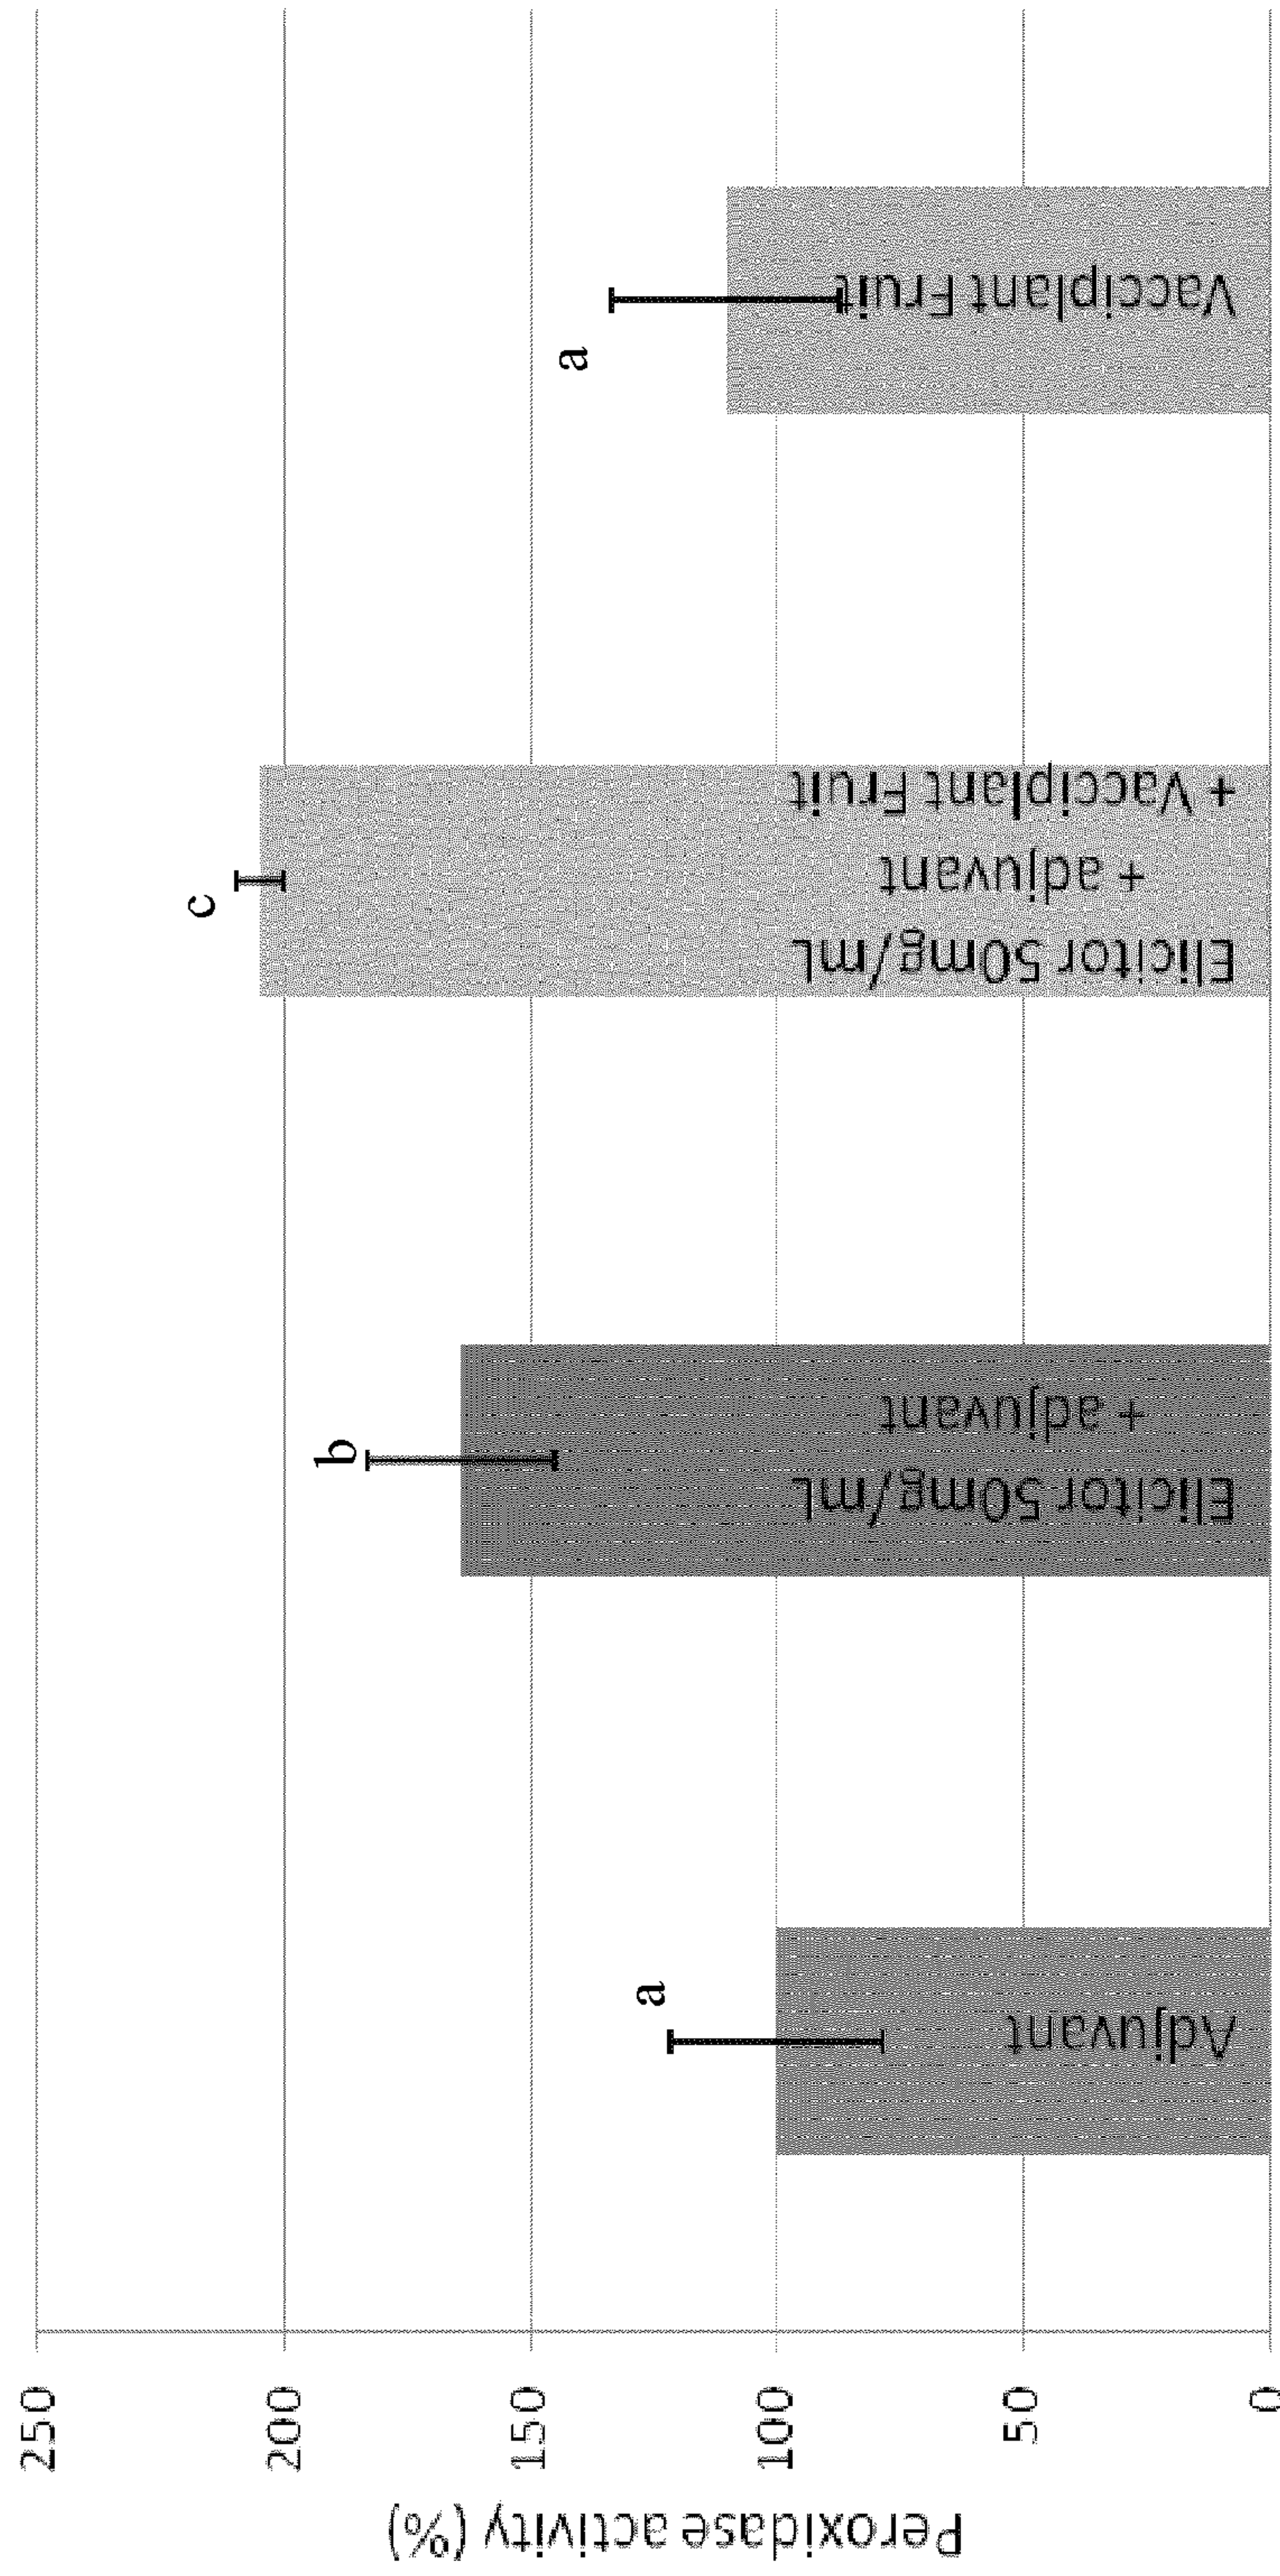 Peroxidase activity (%)
250
200
150
100
50
0
a
Adjuvant
b
Elicitor 50mg/mL
+ adjuvant
c
Elicitor 50mg/mL
+ adjuvant
+ Vacciplant Fruit
a
Vacciplant Fruit